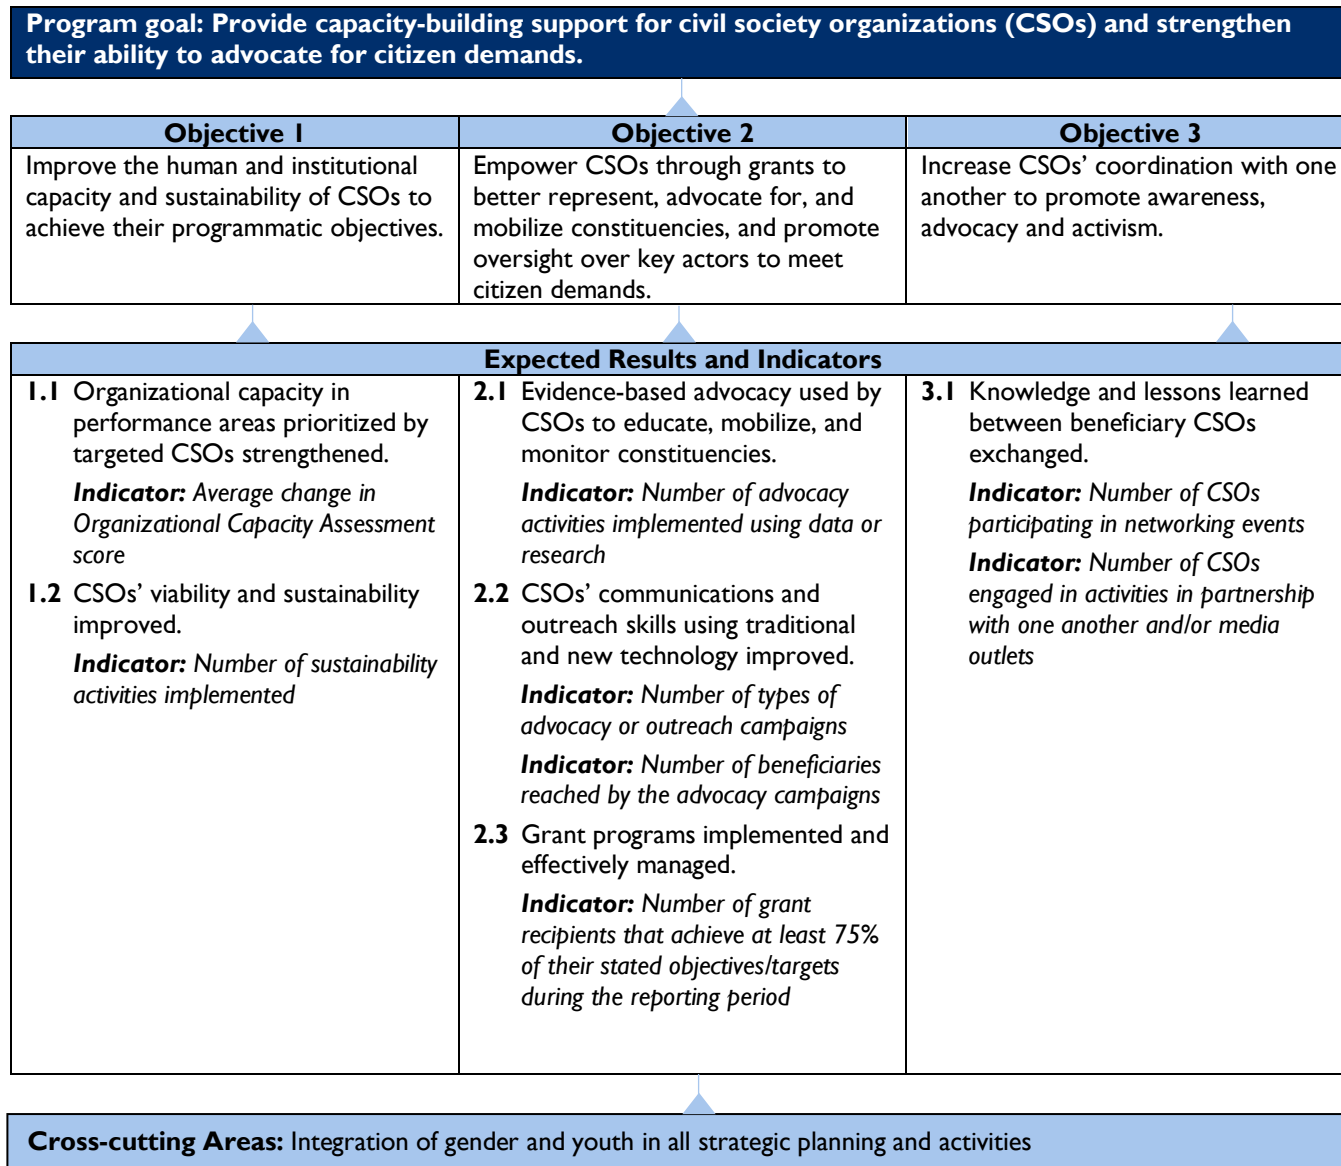 Program goal: Provide capacity-building support for civil society organizations (CSOs) and strengthen
their ability to advocate for citizen demands.
Objective 1
Improve the human and institutional
capacity and sustainability of CSOs to
achieve their programmatic objectives.
Objective 2
Empower CSOs through grants to
better represent, advocate for, and
mobilize constituencies, and promote
oversight over key actors to meet
citizen demands.
Objective 3
Increase CSOs’ coordination with one
another to promote awareness,
advocacy and activism.
Expected Results and Indicators
1.1 Organizational capacity in
performance areas prioritized by
targeted CSOs strengthened.
Indicator: Average change in
Organizational Capacity Assessment
score
1.2 CSOs’ viability and sustainability
improved.
Indicator: Number of sustainability
activities implemented
2.1 Evidence-based advocacy used by
CSOs to educate, mobilize, and
monitor constituencies.
Indicator: Number of advocacy
activities implemented using data or
research
2.2 CSOs’ communications and
outreach skills using traditional
and new technology improved.
Indicator: Number of types of
advocacy or outreach campaigns
Indicator: Number of beneficiaries
reached by the advocacy campaigns
2.3 Grant programs implemented and
effectively managed.
Indicator: Number of grant
recipients that achieve at least 75%
of their stated objectives/targets
during the reporting period
3.1 Knowledge and lessons learned
between beneficiary CSOs
exchanged.
Indicator: Number of CSOs
participating in networking events
Indicator: Number of CSOs
engaged in activities in partnership
with one another and/or media
outlets
Cross-cutting Areas: Integration of gender and youth in all strategic planning and activities